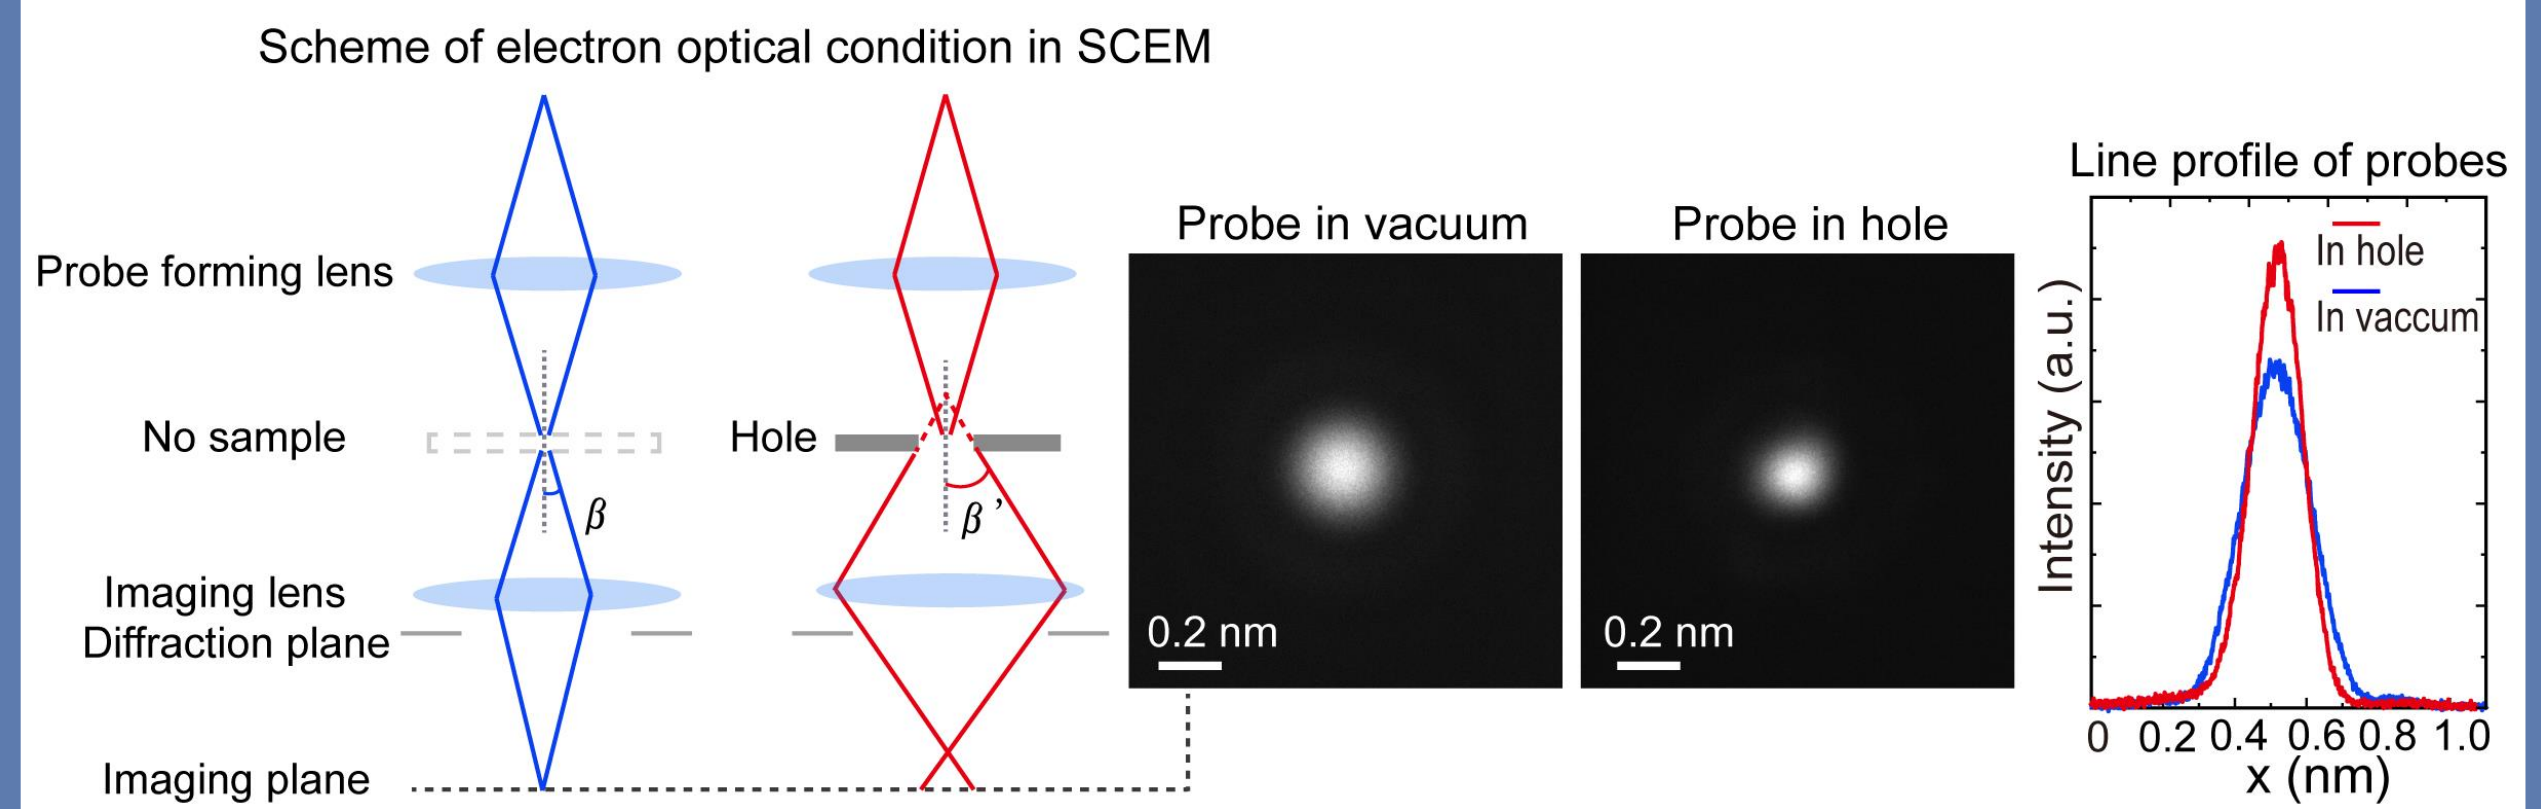 Scheme of electron optical condition in SCEM
Probe forming lens
No sample
Hole
β
β'
Imaging lens
Diffraction plane
Imaging plane
Probe in vacuum
0.2 nm
Probe in hole
0.2 nm
Line profile of probes
In hole
In vaccum
Intensity (a.u.)
0 0.2 0.4 0.6 0.8 1.0
x (nm)